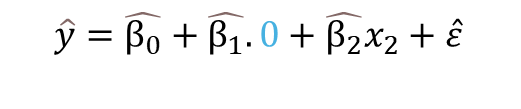 ŷ = β̂₀ + β̂₁. 0 + β̂₂x₂ + ε̂